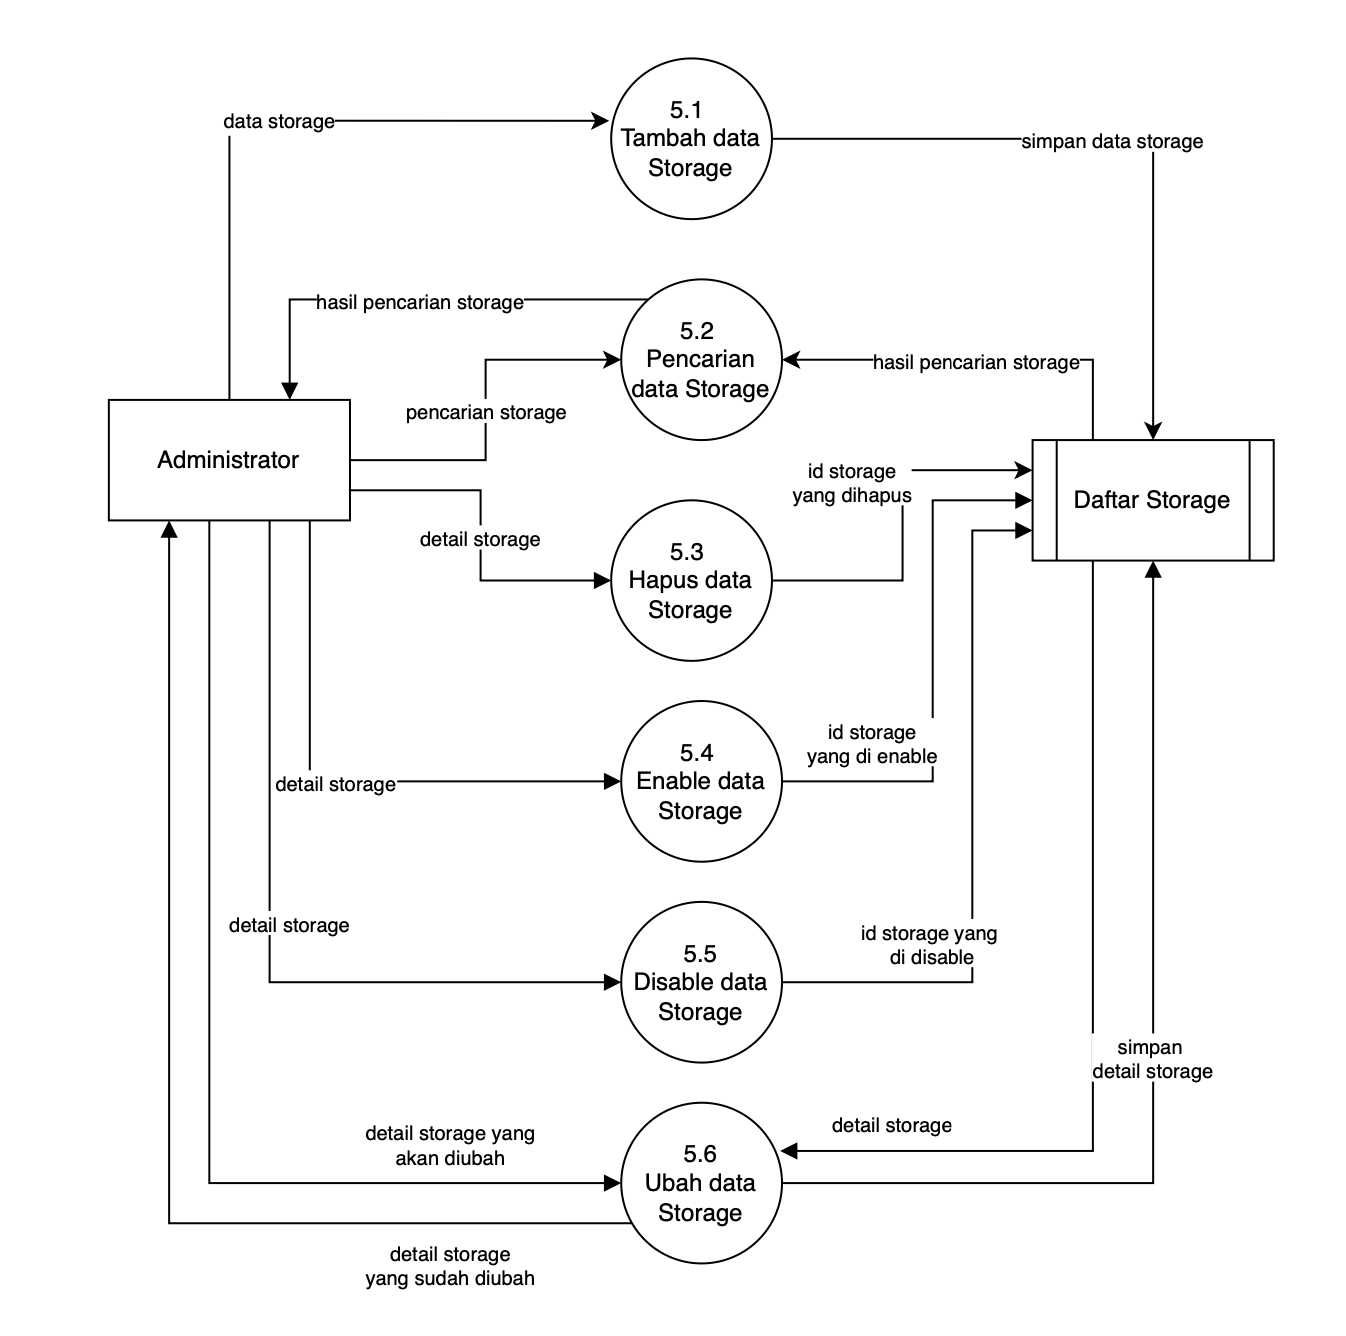 data storage
5.1
Tambah data
Storage
simpan data storage
hasil pencarian storage
5.2
Pencarian
data Storage
hasil pencarian storage
pencarian storage
Administrator
id storage
yang dihapus
Daftar Storage
detail storage
5.3
Hapus data
Storage
id storage
yang di enable
5.4
Enable data
Storage
detail storage
detail storage
id storage yang
di disable
5.5
Disable data
Storage
simpan
detail storage
detail storage yang
akan diubah
detail storage
5.6
Ubah data
Storage
detail storage
yang sudah diubah